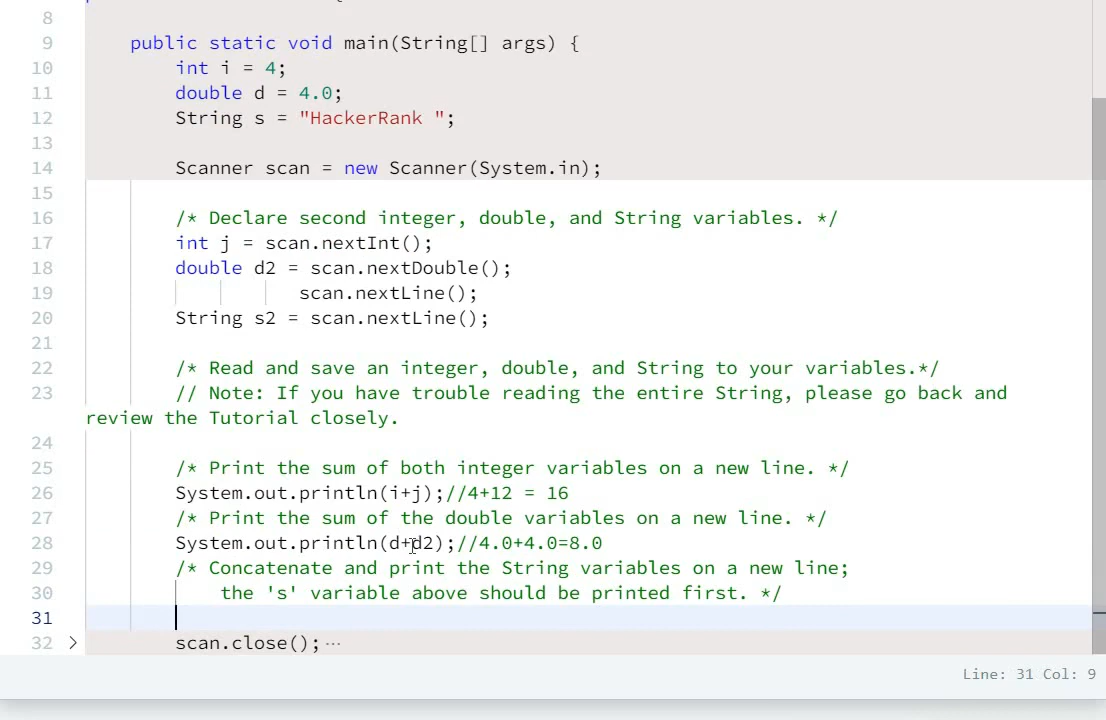 8
9 public static void main(String[] args) {
10 int i = 4;
11 double d = 4.0;
12 String s = "HackerRank ";
13
14 Scanner scan = new Scanner(System.in);
15
16 /* Declare second integer, double, and String variables. */
17 int j = scan.nextInt();
18 double d2 = scan.nextDouble();
19 scan.nextLine();
20 String s2 = scan.nextLine();
21
22 /* Read and save an integer, double, and String to your variables.*/
23 // Note: If you have trouble reading the entire String, please go back and
review the Tutorial closely.
24
25 /* Print the sum of both integer variables on a new line. */
26 System.out.println(i+j);//4+12 = 16
27 /* Print the sum of the double variables on a new line. */
28 System.out.println(d+d2);//4.0+4.0=8.0
29 /* Concatenate and print the String variables on a new line;
30 the 's' variable above should be printed first. */
31
32 > scan.close();···
Line: 31 Col: 9